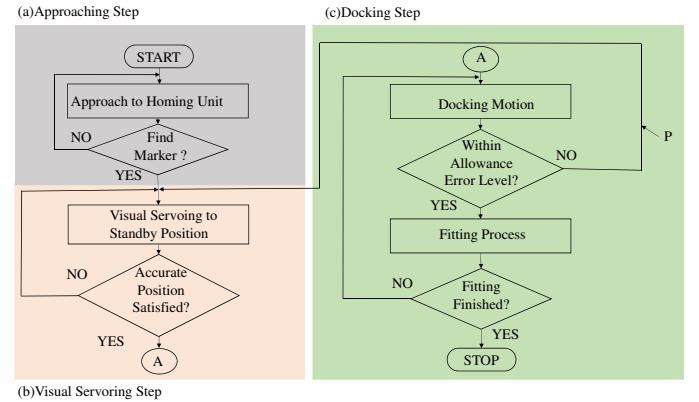 (a)Approaching Step
START
Approach to Homing Unit
NO
Find
Marker ?
YES
Visual Servoing to
Standby Position
NO
Accurate
Position
Satisfied?
YES
A
(b)Visual Servoring Step
(c)Docking Step
A
Docking Motion
Within
Allowance
Error Level?
NO
P
YES
Fitting Process
NO
Fitting
Finished?
YES
STOP